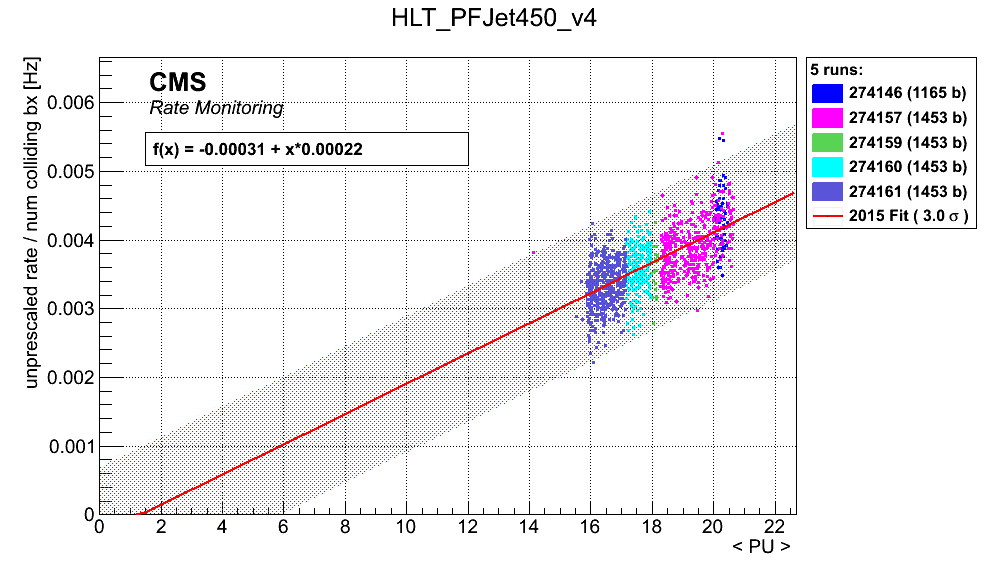 HLT_PFJet450_v4
unprescaled rate / num colliding bx [Hz]
CMS
Rate Monitoring
f(x) = -0.00031 + x*0.00022
0.006
0.005
0.004
0.003
0.002
0.001
0
0 2 4 6 8 10 12 14 16 18 20 22
< PU >
5 runs:
274146 (1165 b)
274157 (1453 b)
274159 (1453 b)
274160 (1453 b)
274161 (1453 b)
2015 Fit ( 3.0 σ )